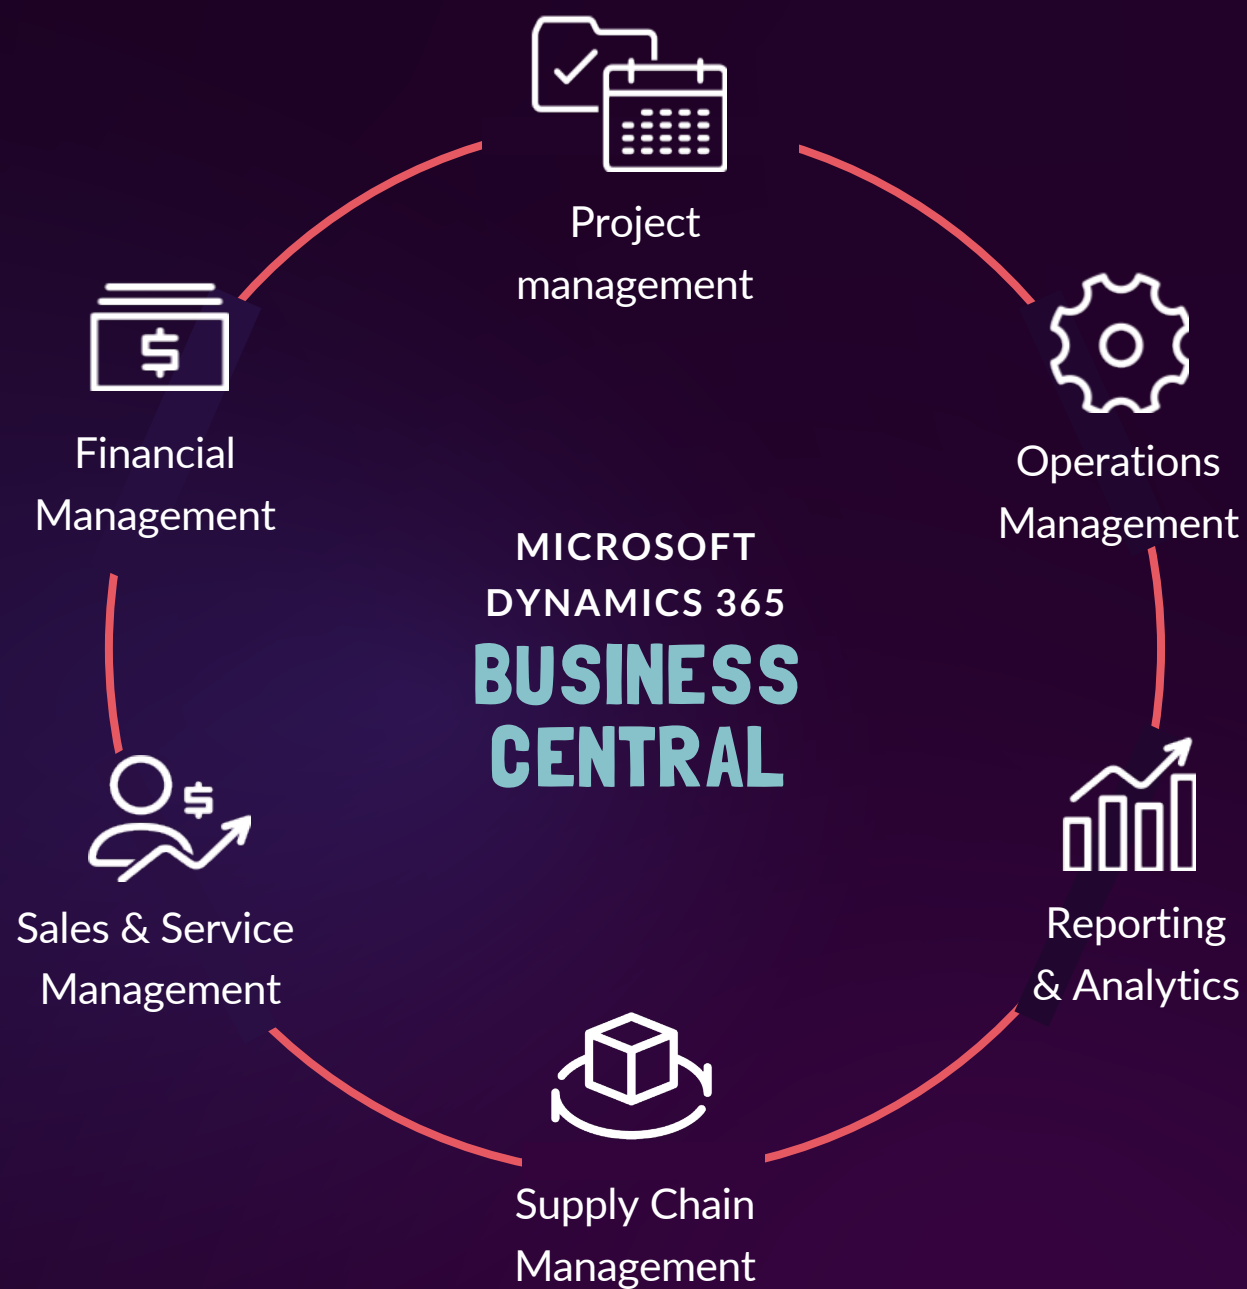 Project
management
Financial
Management
Operations
Management
MICROSOFT
DYNAMICS 365
BUSINESS
CENTRAL
Sales & Service
Management
Reporting
& Analytics
Supply Chain
Management